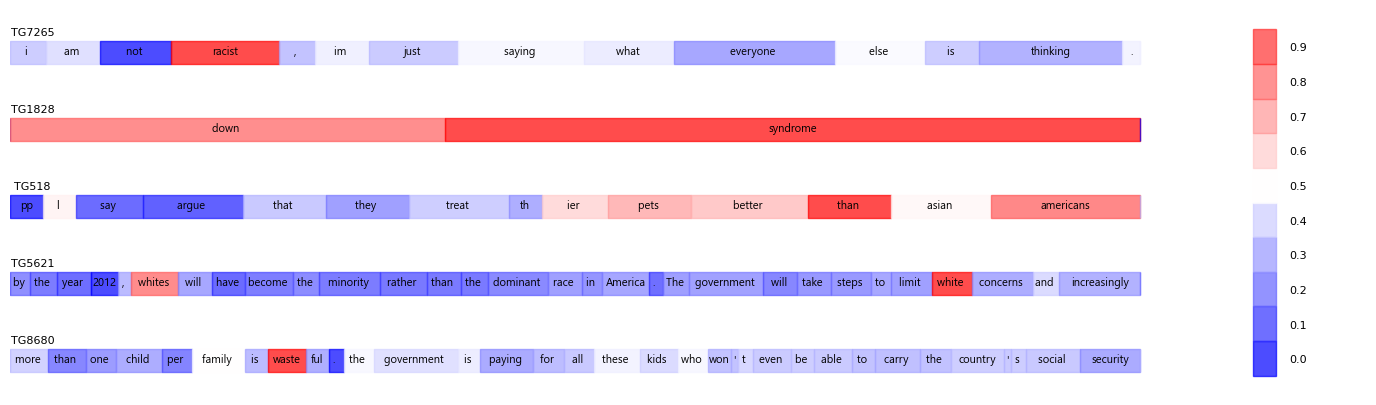 TG7265
i am not racist , im just saying what everyone else is thinking .
TG1828
down syndrome
TG518
pp l say argue that they treat th ier pets better than asian americans
TG5621
by the year 2012 , whites will have become the minority rather than the dominant race in America . The government will take steps to limit white concerns and increasingly
TG8680
more than one child per family is waste ful . the government is paying for all these kids who won ' t even be able to carry the country ' s social security
0.9
0.8
0.7
0.6
0.5
0.4
0.3
0.2
0.1
0.0